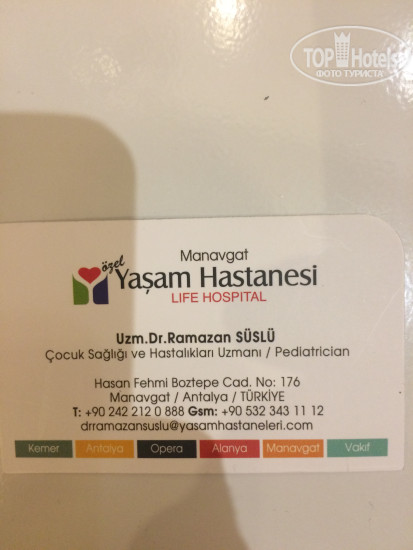 TOP Hotels
ФОТО ТУРИСТА
Manavgat
özel Yaşam Hastanesi
LIFE HOSPITAL
Uzm.Dr.Ramazan SÜSLÜ
Çocuk Sağlığı ve Hastalıkları Uzmanı / Pediatrician
Hasan Fehmi Boztepe Cad. No: 176
Manavgat / Antalya / TÜRKİYE
T: +90 242 212 0 888 Gsm: +90 532 343 11 12
drramazansuslu@yasamhastaneleri.com
Kemer Antalya Opera Alanya Manavgat Vakıf